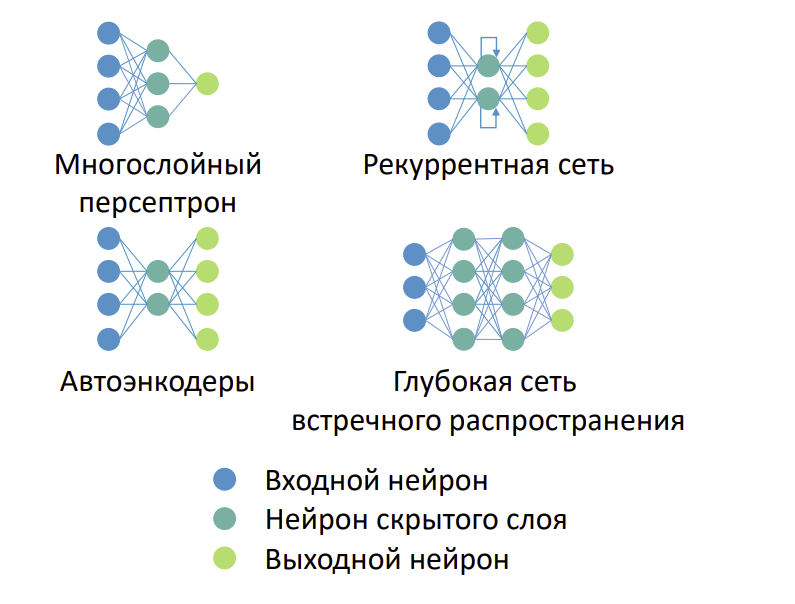 Многослойный
персептрон
Рекуррентная сеть
Автоэнкодеры
Глубокая сеть
встречного распространения
Входной нейрон
Нейрон скрытого слоя
Выходной нейрон